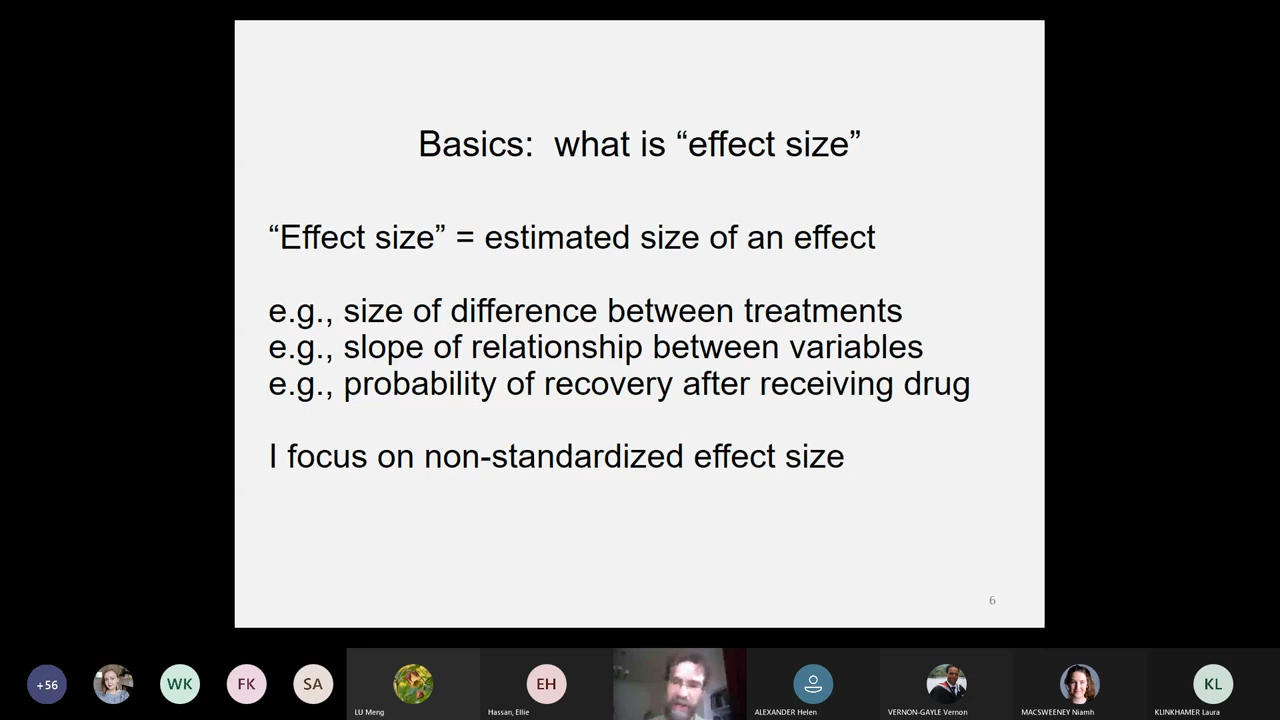 Basics:  what is “effect size”
“Effect size” = estimated size of an effect
e.g., size of difference between treatments
e.g., slope of relationship between variables
e.g., probability of recovery after receiving drug
I focus on non-standardized effect size
6
+56
WK
FK
SA
LU Meng
EH
Hassan, Ellie
ALEXANDER Helen
VERNON-GAYLE Vernon
MACSWEENEY Niamh
KL
KLINKHAMER Laura